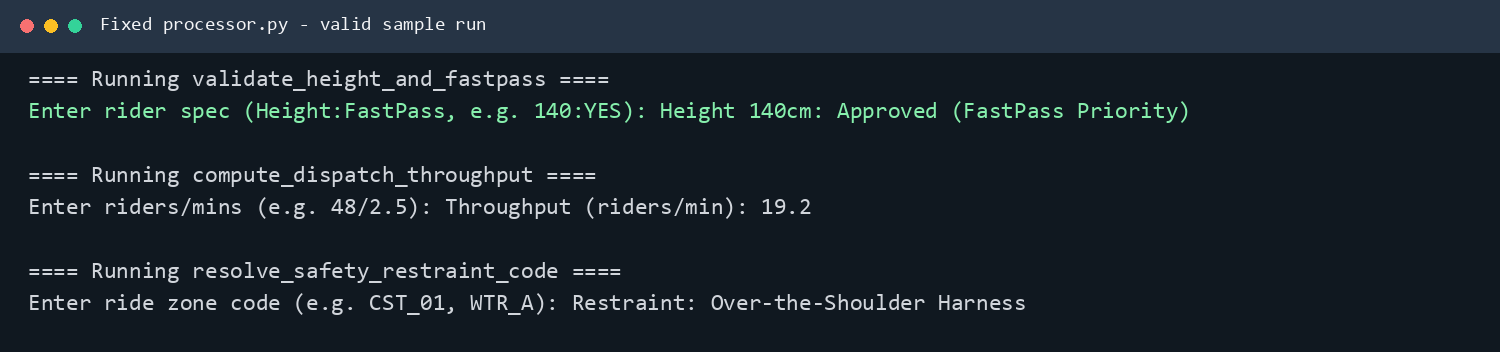 Fixed processor.py - valid sample run
==== Running validate_height_and_fastpass ====
Enter rider spec (Height:FastPass, e.g. 140:YES): Height 140cm: Approved (FastPass Priority)
==== Running compute_dispatch_throughput ====
Enter riders/mins (e.g. 48/2.5): Throughput (riders/min): 19.2
==== Running resolve_safety_restraint_code ====
Enter ride zone code (e.g. CST_01, WTR_A): Restraint: Over-the-Shoulder Harness